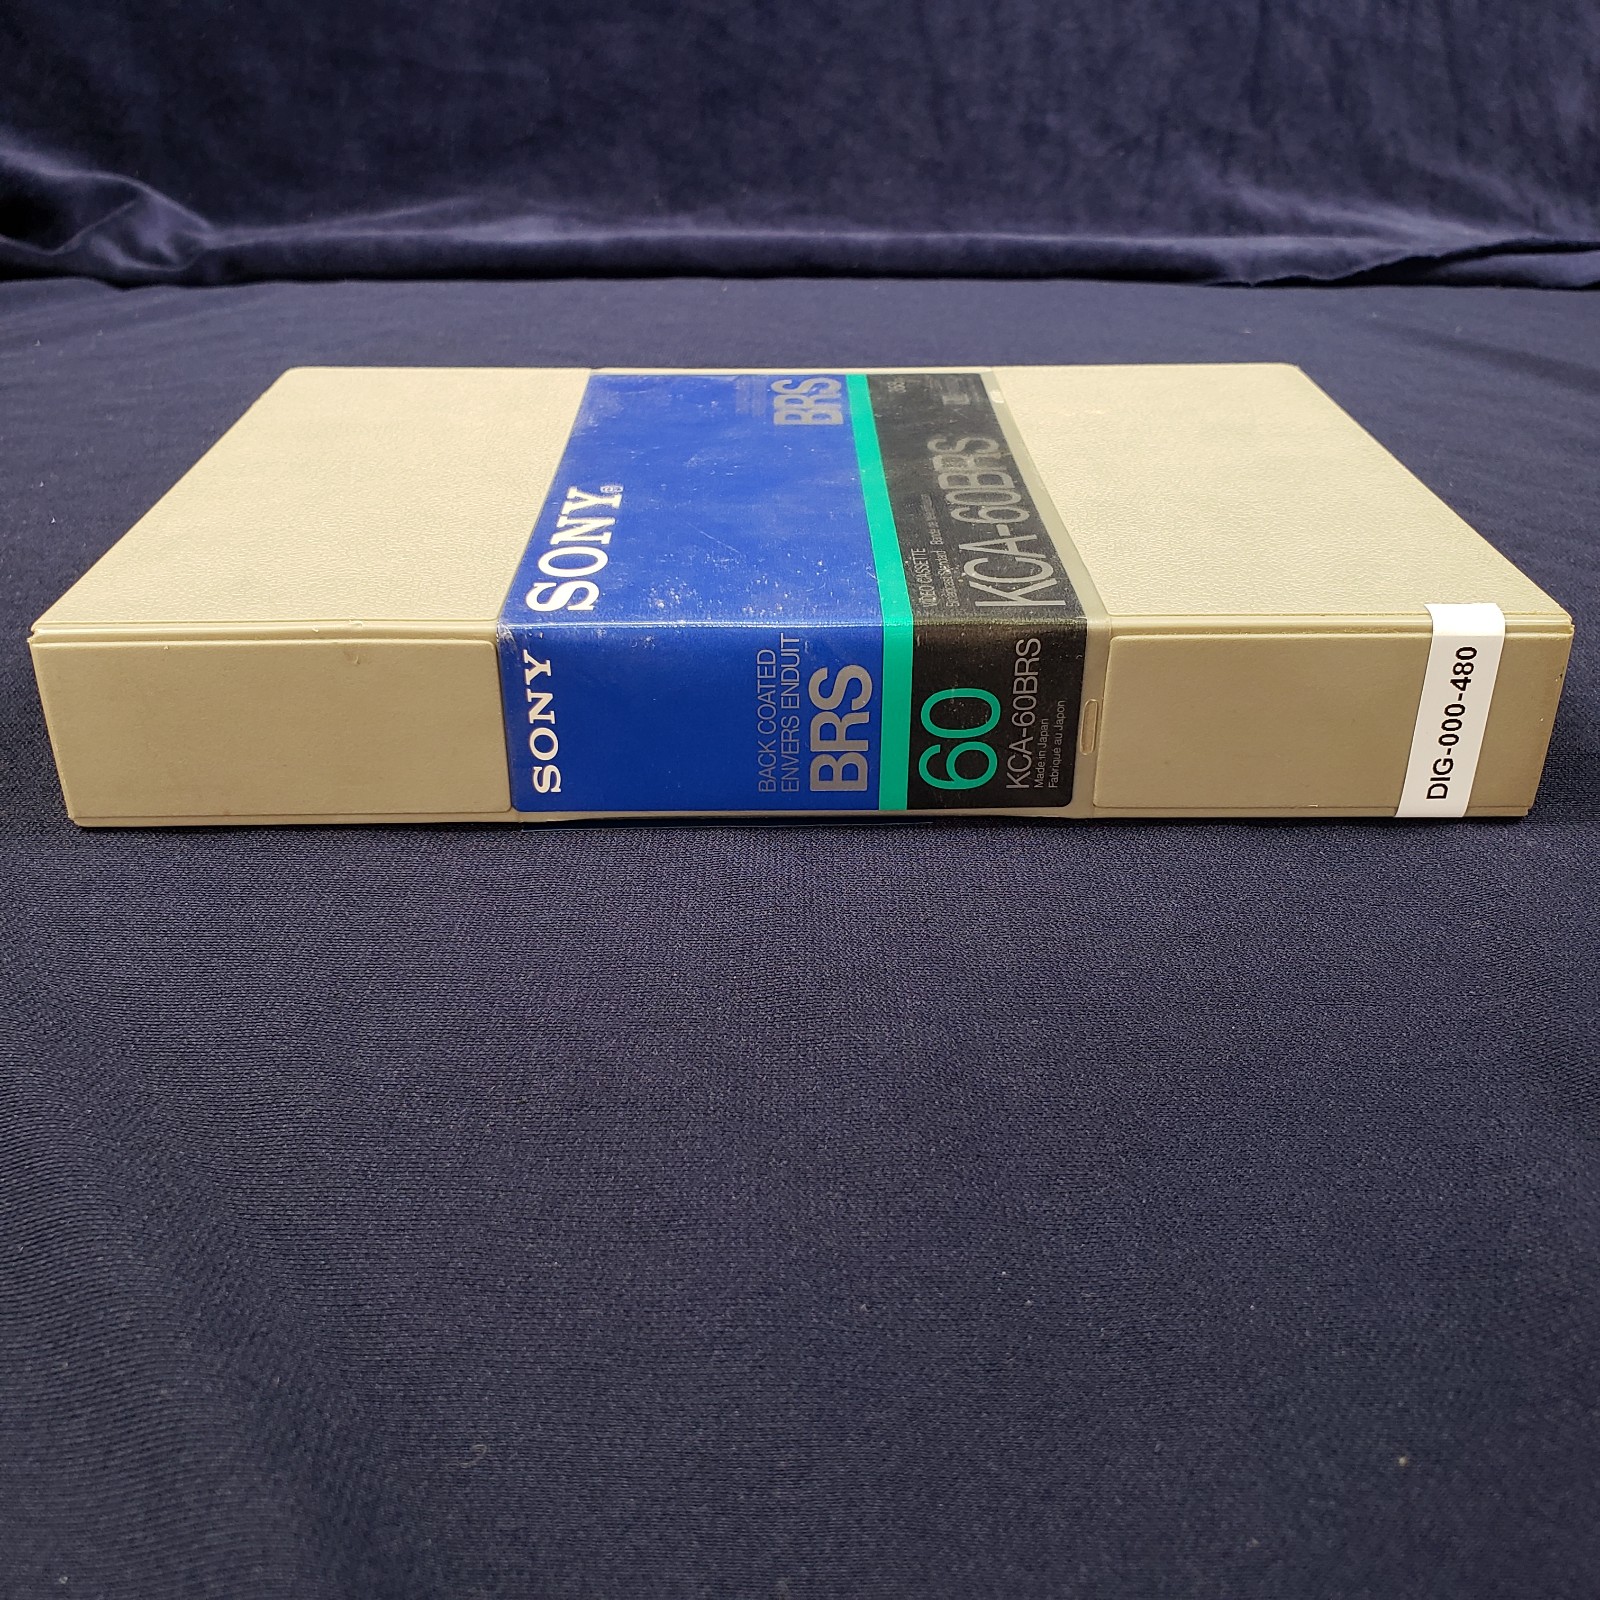 BRS
SONY®
VIDEO CASSETTE
KCA-60BRS
SONY
BACK COATED
ENVERS ENDUIT
BRS
60
KCA-60BRS
Made in Japan
Fabriqué au Japon
DIG-000-480